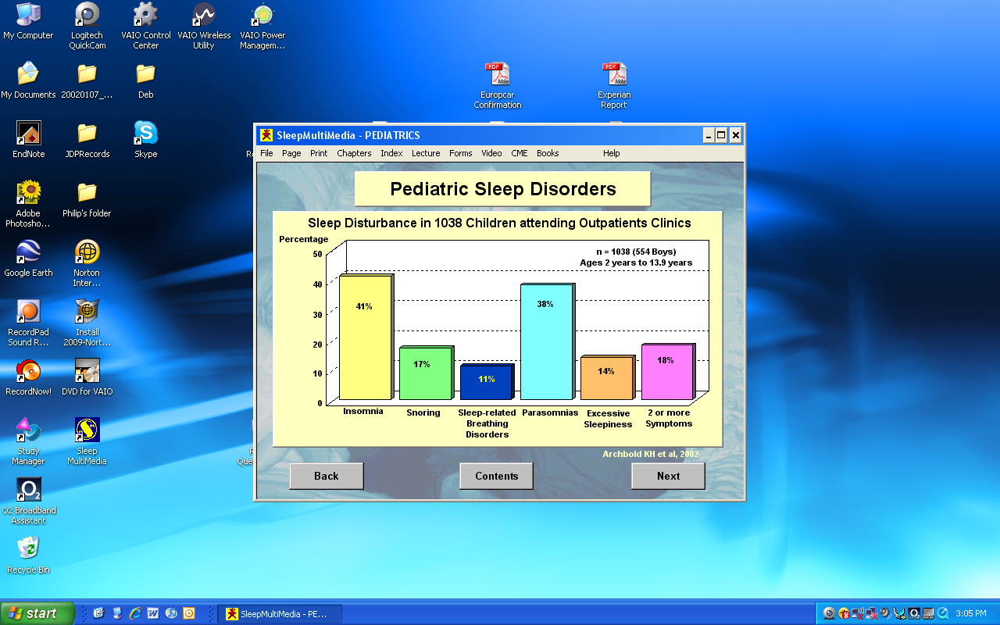 My Computer
Logitech
QuickCam
VAIO Control
Center
VAIO Wireless
Utility
VAIO Power
Managem...
My Documents
20020107_...
Deb
PDF
Adobe
Europcar
Confirmation
PDF
Adobe
Experian
Report
EndNote
JDPRecords
Skype
Adobe
Photosho...
Philip's folder
Google Earth
Norton
Inter...
RecordPad
Sound R...
Install
2009-Nort...
RecordNow!
DVD for VAIO
Study
Manager
Sleep
MultiMedia
O2
O2 Broadband
Assistant
Recycle Bin
SleepMultiMedia - PEDIATRICS
File Page Print Chapters Index Lecture Forms Video CME Books Help
Pediatric Sleep Disorders
Sleep Disturbance in 1038 Children attending Outpatients Clinics
Percentage
n = 1038 (554 Boys)
Ages 2 years to 13.9 years
50
40
30
20
10
0
41%
17%
11%
38%
14%
18%
Insomnia
Snoring
Sleep-related
Breathing
Disorders
Parasomnias
Excessive
Sleepiness
2 or more
Symptoms
Archbold KH et al, 2002
Back
Contents
Next
start
SleepMultiMedia - PE...
3:05 PM